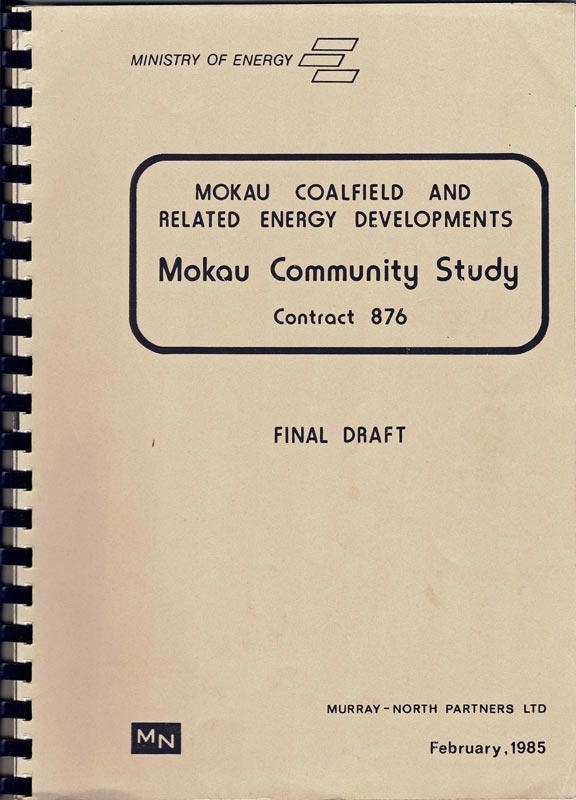 MINISTRY OF ENERGY
MOKAU COALFIELD AND
RELATED ENERGY DEVELOPMENTS
Mokau Community Study
Contract 876
FINAL DRAFT
MURRAY-NORTH PARTNERS LTD
MN
February, 1985